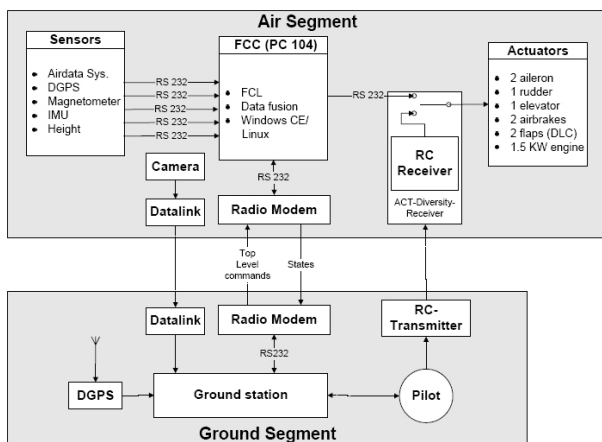 Air Segment
Sensors
Airdata Sys.
DGPS
Magnetometer
IMU
Height
RS 232
RS 232
RS 232
RS 232
RS 232
FCC (PC 104)
FCL
Data fusion
Windows CE/
Linux
RS 232
Actuators
2 aileron
1 rudder
1 elevator
2 airbrakes
2 flaps (DLC)
1.5 KW engine
RC
Receiver
ACT-Diversity-
Receiver
Camera
Datalink
RS 232
Radio Modem
Top
Level
commands
States
Datalink
Radio Modem
RC-
Transmitter
RS232
DGPS
Ground station
Pilot
Ground Segment